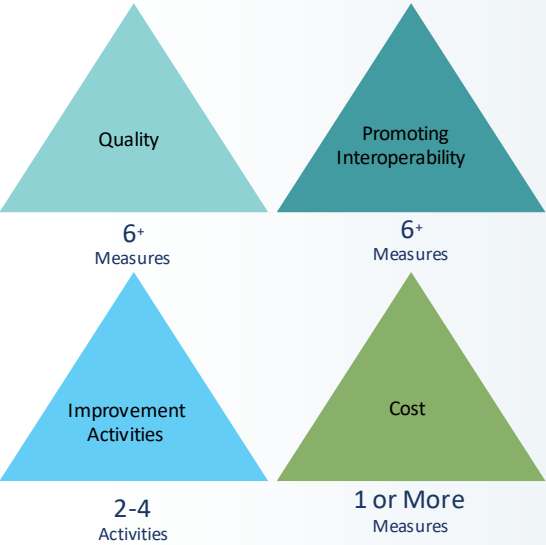 Quality
Promoting
Interoperability
6+
Measures
6+
Measures
Improvement
Activities
Cost
2-4
Activities
1 or More
Measures